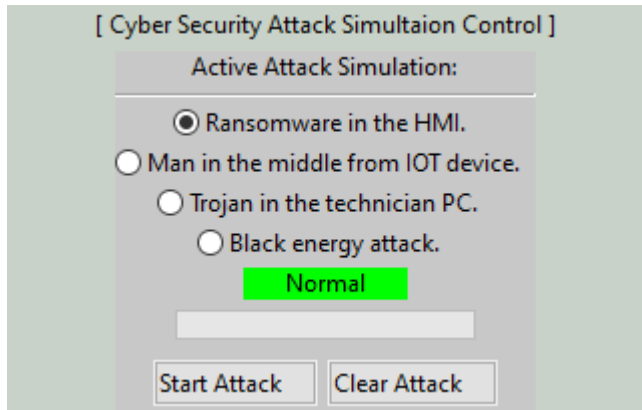 [ Cyber Security Attack Simultaion Control ]
Active Attack Simulation:
Ransomware in the HMI.
Man in the middle from IOT device.
Trojan in the technician PC.
Black energy attack.
Normal
Start Attack Clear Attack